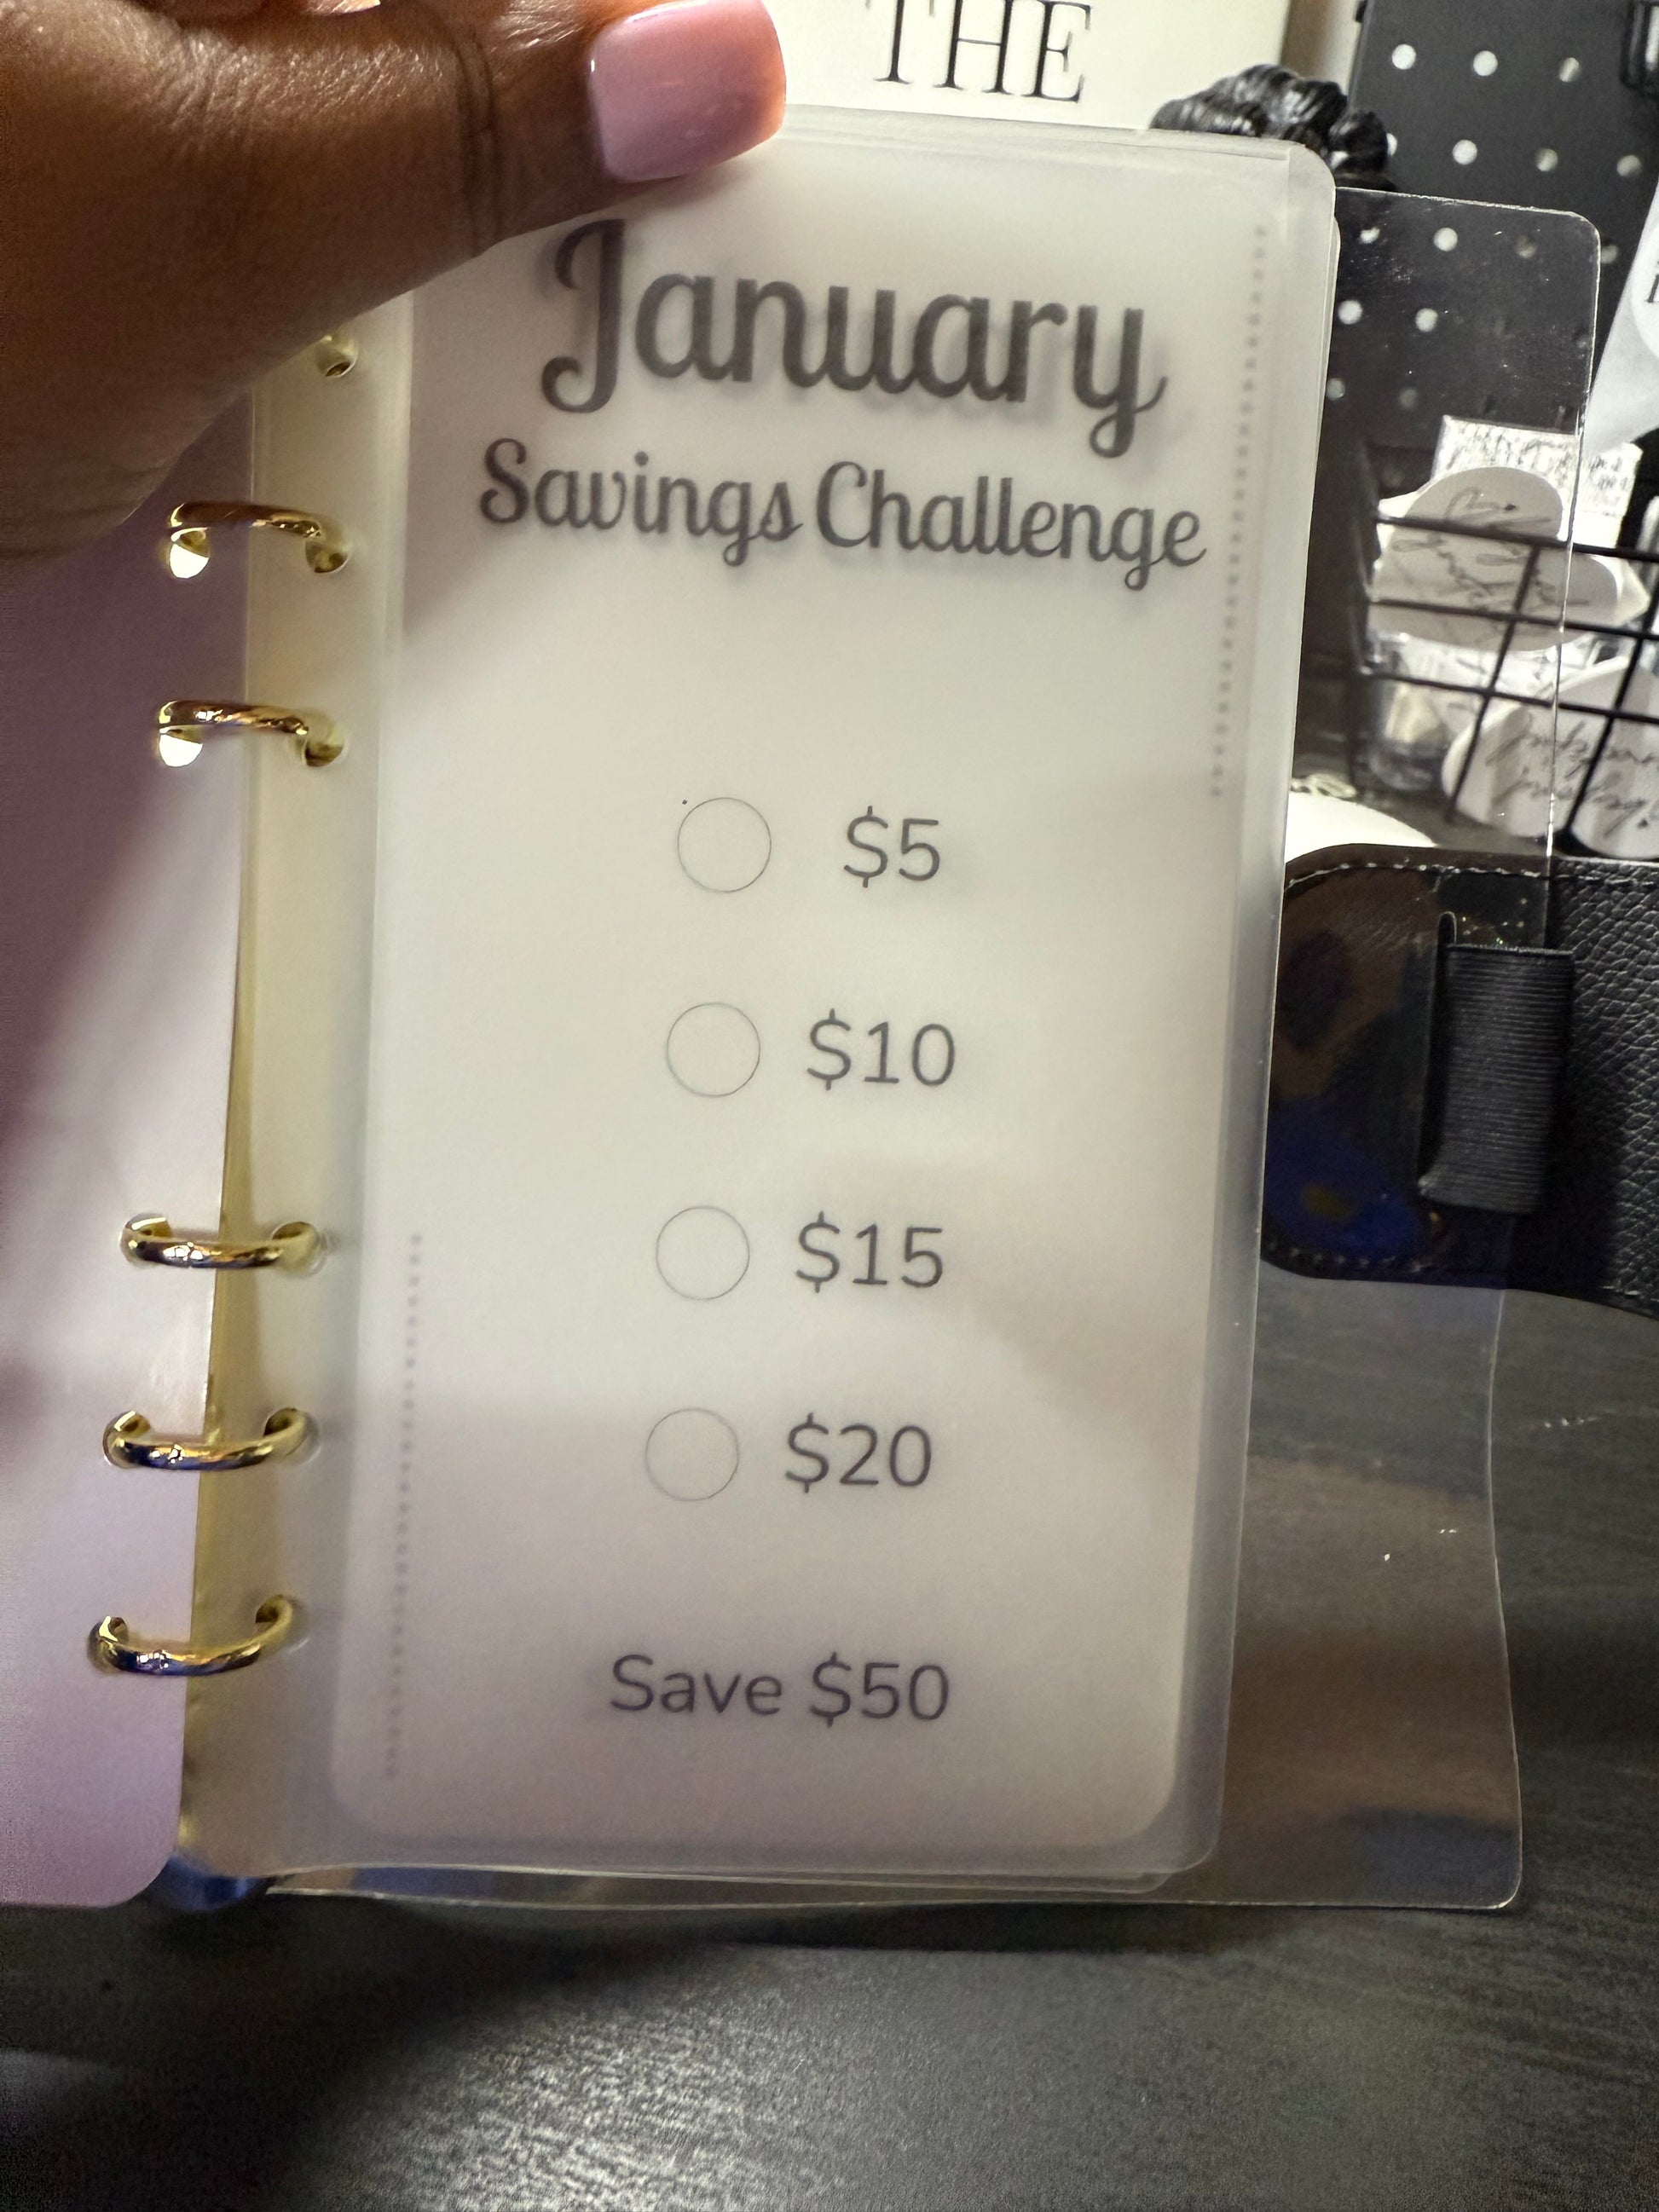 THE
January
Savings Challenge
$5
$10
$15
$20
Save $50